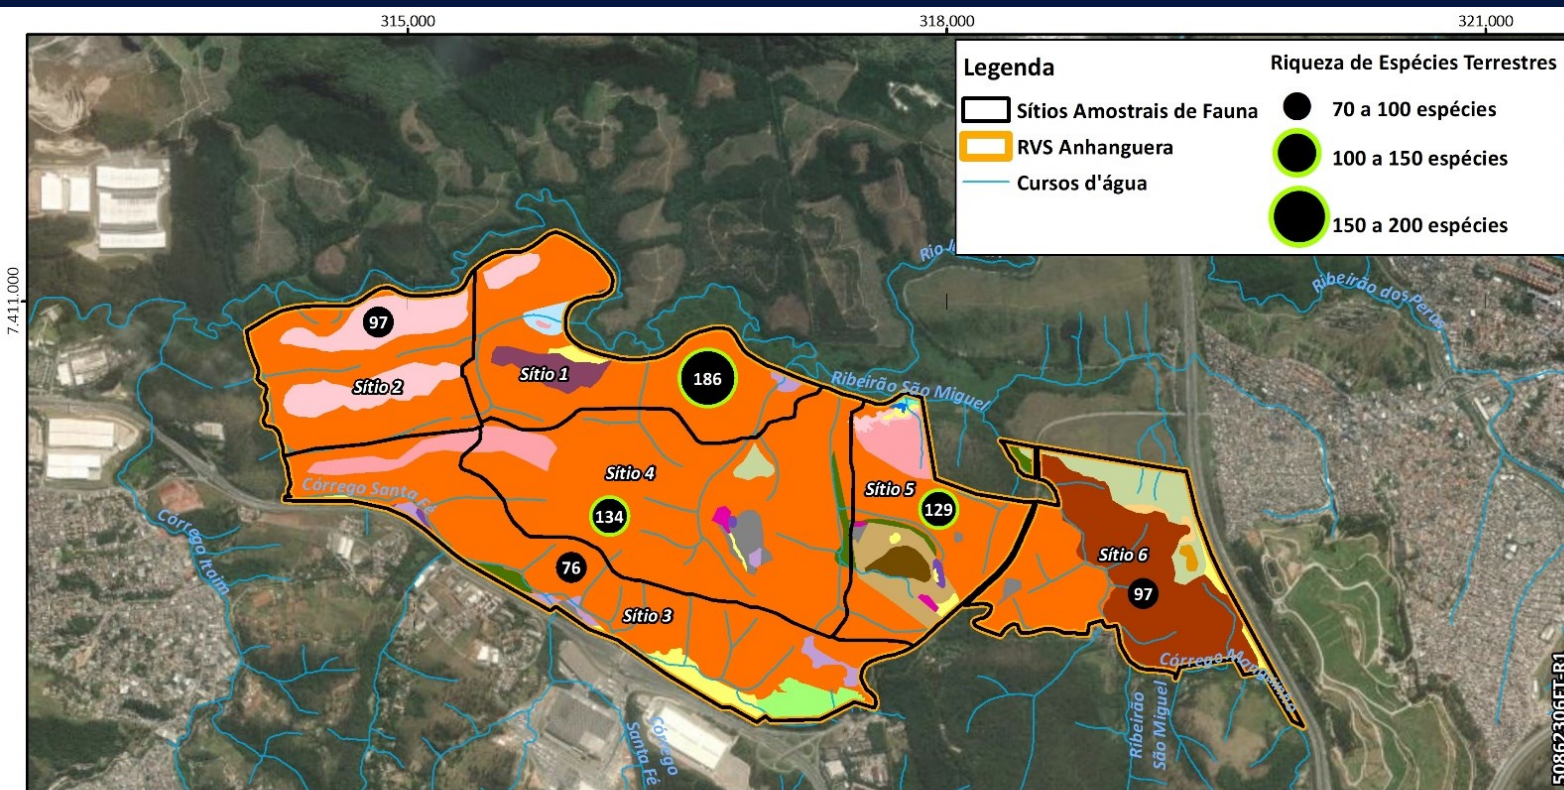 315.000
318.000
321.000
7.411.000
Legenda
Sítios Amostrais de Fauna
RVS Anhanguera
Cursos d'água
Riqueza de Espécies Terrestres
70 a 100 espécies
100 a 150 espécies
150 a 200 espécies
Rio
Ribeirão dos Perus
97
Sítio 2
Sítio 1
186
Ribeirão São Miguel
Sítio 4
Córrego Santa Fé
Sítio 5
134
129
Córrego Itaim
76
Sítio 3
Sítio 6
97
Córrego
Ribeirão
São Miguel
Córrego
Santa Fé